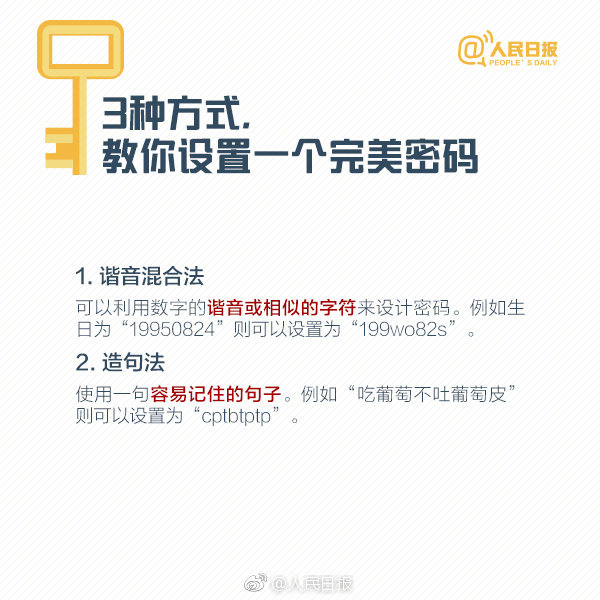 @人民日报
PEOPLE'S DAILY
3种方式,
教你设置一个完美密码
1. 谐音混合法
可以利用数字的谐音或相似的字符来设计密码。例如生
日为“19950824”则可以设置为“199wo82s”。
2. 造句法
使用一句容易记住的句子。例如“吃葡萄不吐葡萄皮”
则可以设置为“cptbtptp”。
@人民日报